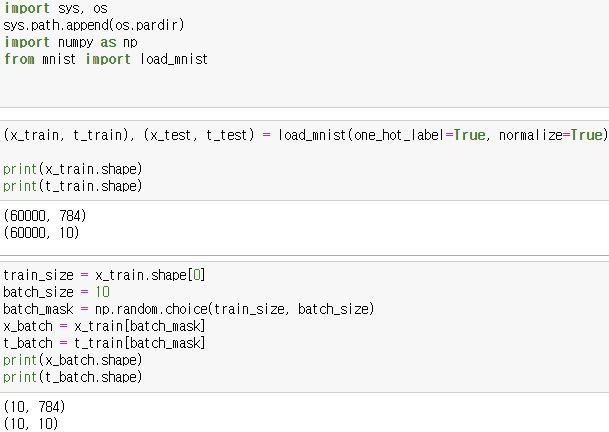 import sys, os
sys.path.append(os.pardir)
import numpy as np
from mnist import load_mnist
(x_train, t_train), (x_test, t_test) = load_mnist(one_hot_label=True, normalize=True)
print(x_train.shape)
print(t_train.shape)
(60000, 784)
(60000, 10)
train_size = x_train.shape[0]
batch_size = 10
batch_mask = np.random.choice(train_size, batch_size)
x_batch = x_train[batch_mask]
t_batch = t_train[batch_mask]
print(x_batch.shape)
print(t_batch.shape)
(10, 784)
(10, 10)